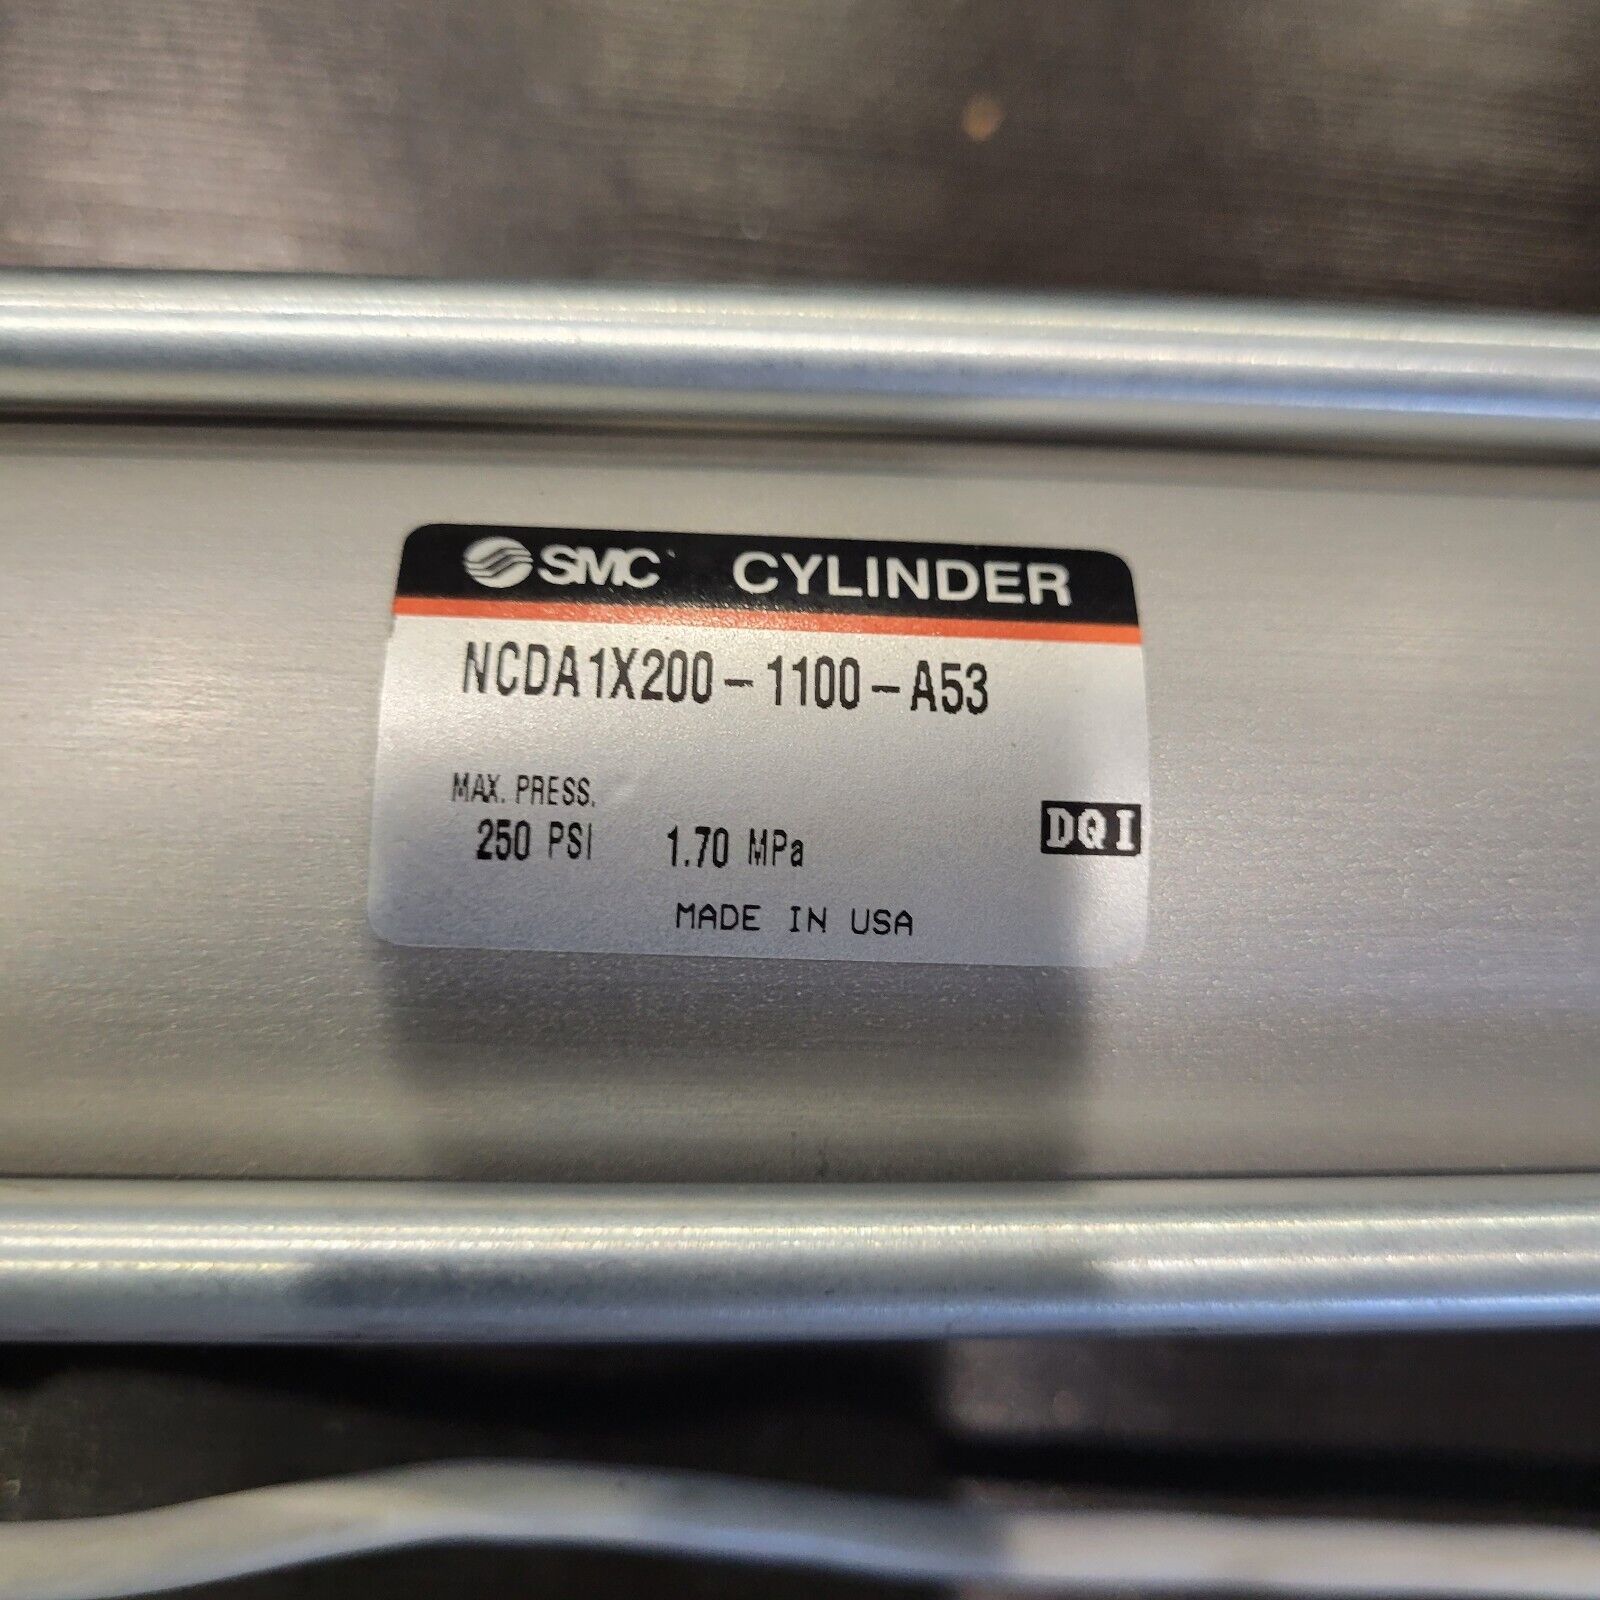 SMC CYLINDER
NCDA1X200-1100-A53
MAX. PRESS.
250 PSI 1.70 MPa
DQI
MADE IN USA